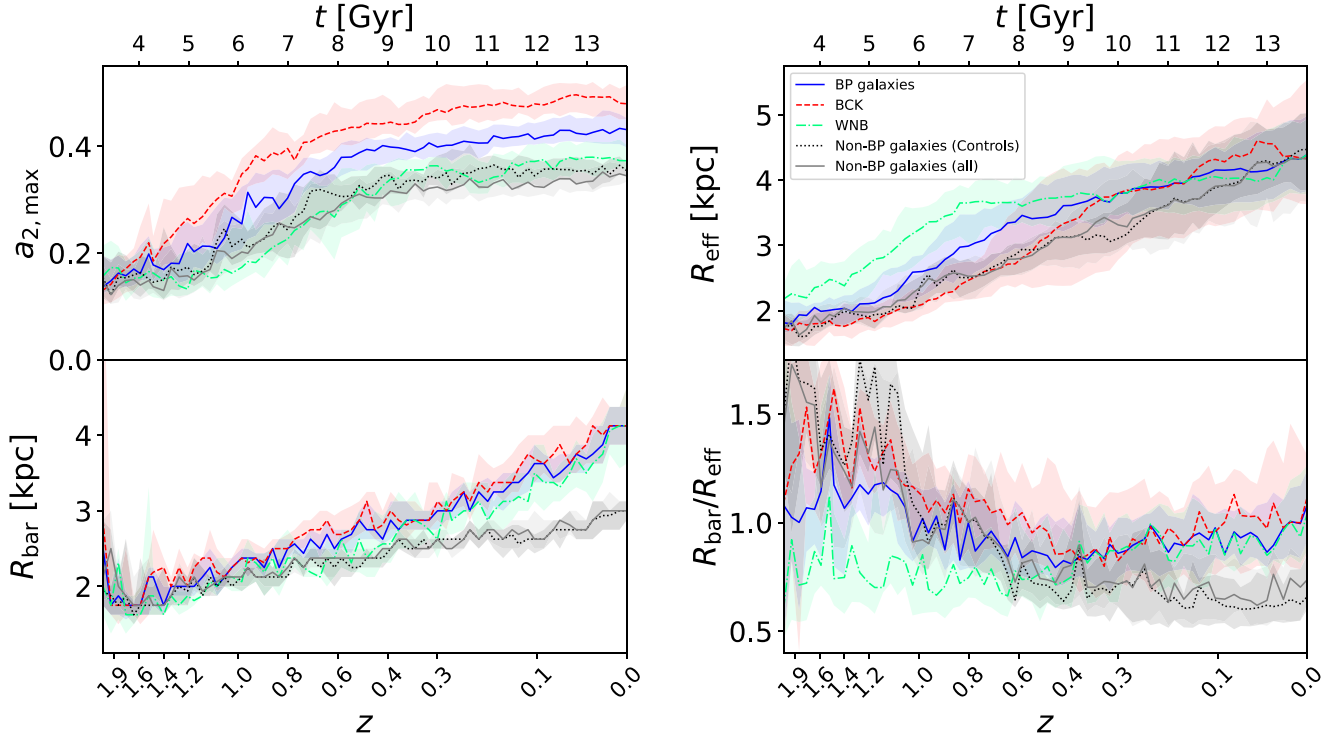 t [Gyr]
4 5 6 7 8 9 10 11 12 13
0.4
0.2
0.0
a2, max
4
3
2
Rbar [kpc]
1.9 1.6 1.4 1.2 1.0 0.8 0.6 0.4 0.3 0.1 0.0
z
t [Gyr]
4 5 6 7 8 9 10 11 12 13
BP galaxies
BCK
WNB
Non-BP galaxies (Controls)
Non-BP galaxies (all)
5
4
3
2
Reff [kpc]
1.5
1.0
0.5
Rbar/Reff
1.9 1.6 1.4 1.2 1.0 0.8 0.6 0.4 0.3 0.1 0.0
z